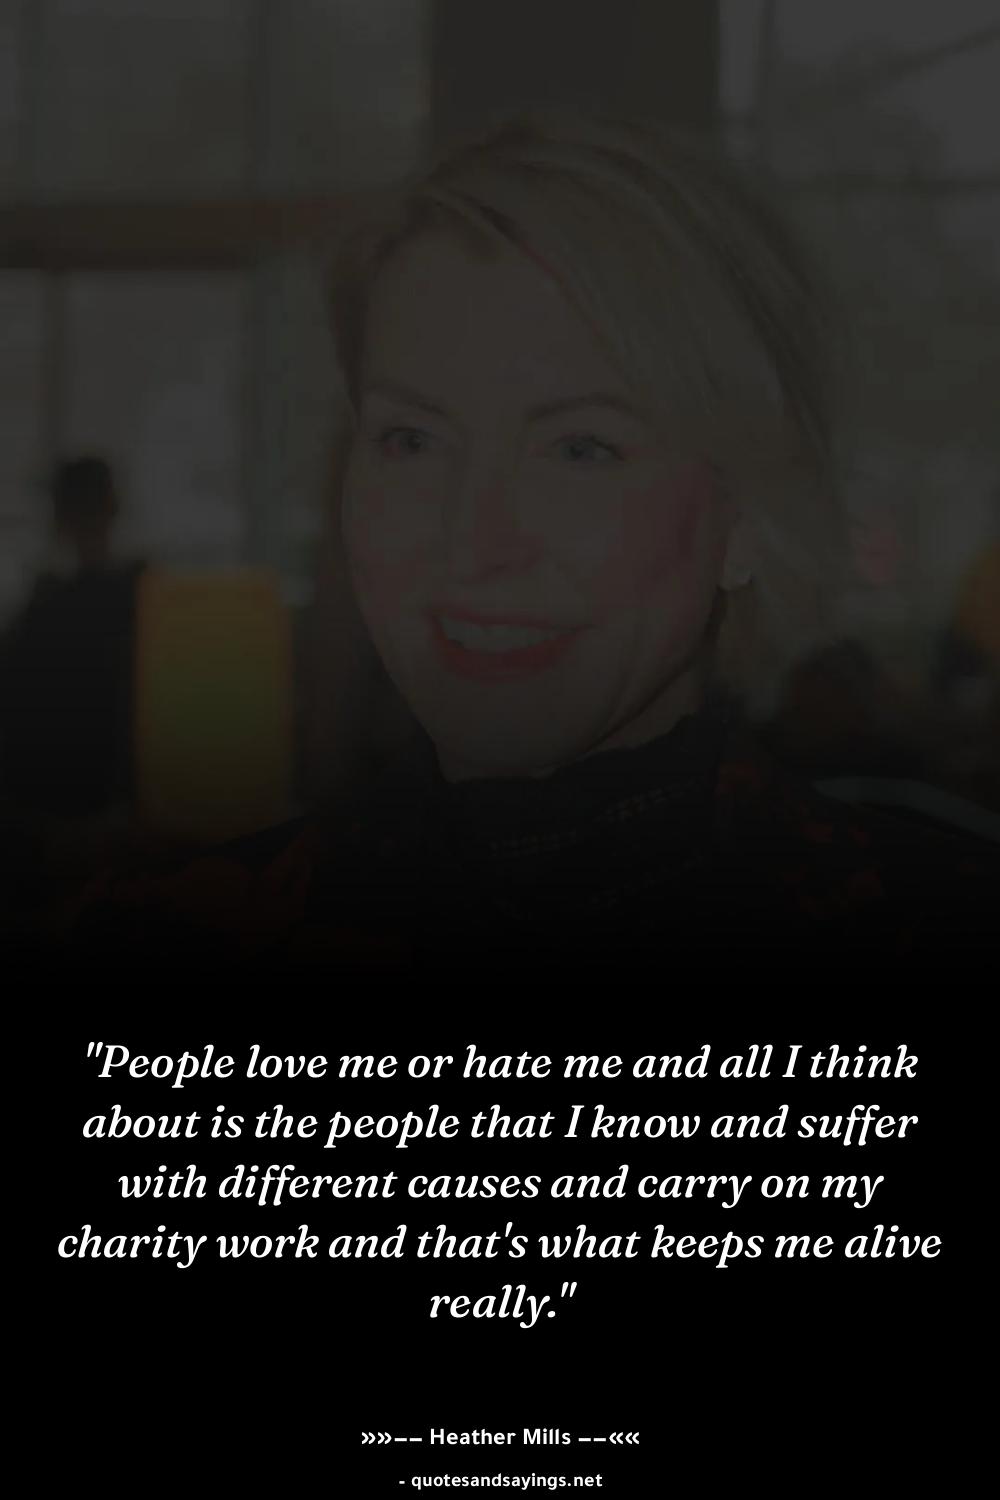 "People love me or hate me and all I think
about is the people that I know and suffer
with different causes and carry on my
charity work and that's what keeps me alive
really."
»»−− Heather Mills −−««
- quotesandsayings.net